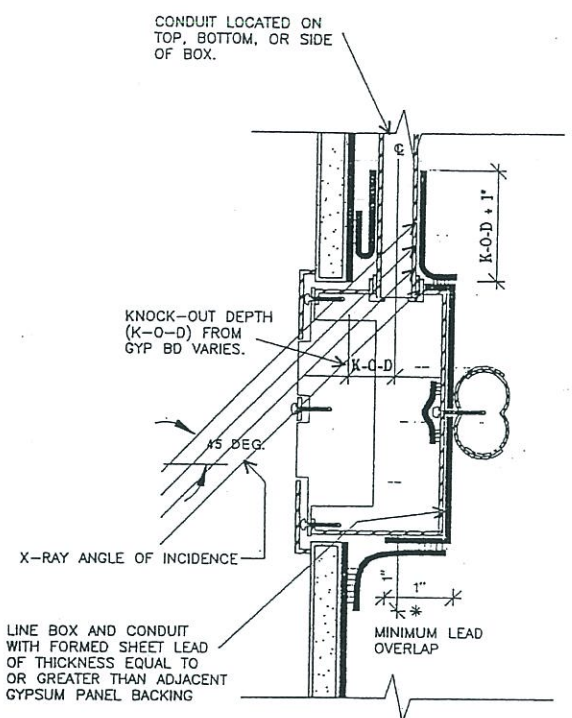 CONDUIT LOCATED ON
TOP, BOTTOM, OR SIDE
OF BOX.
℄
K-O-D + 1"
KNOCK-OUT DEPTH
(K-O-D) FROM
GYP BD VARIES.
K-O-D
45 DEG.
X-RAY ANGLE OF INCIDENCE
1"
1"
*
MINIMUM LEAD
OVERLAP
LINE BOX AND CONDUIT
WITH FORMED SHEET LEAD
OF THICKNESS EQUAL TO
OR GREATER THAN ADJACENT
GYPSUM PANEL BACKING